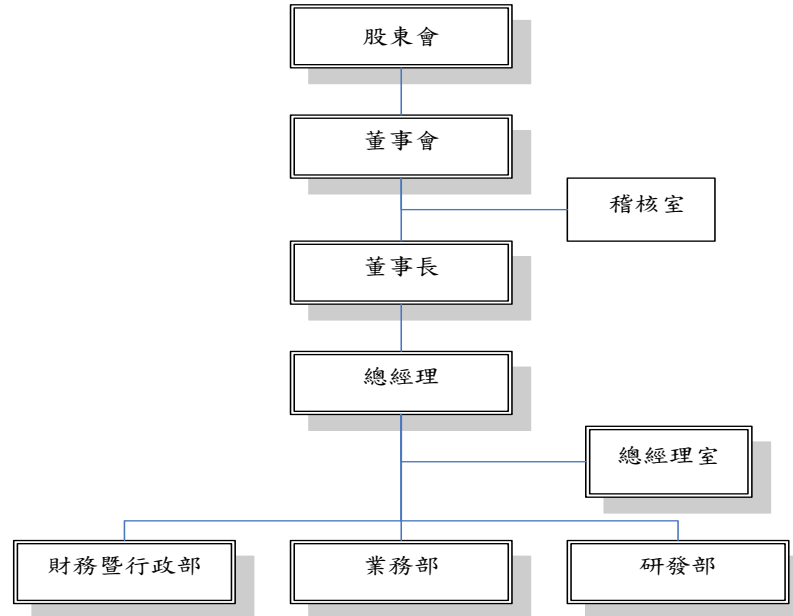 股東會
董事會
稽核室
董事長
總經理
總經理室
財務暨行政部
業務部
研發部